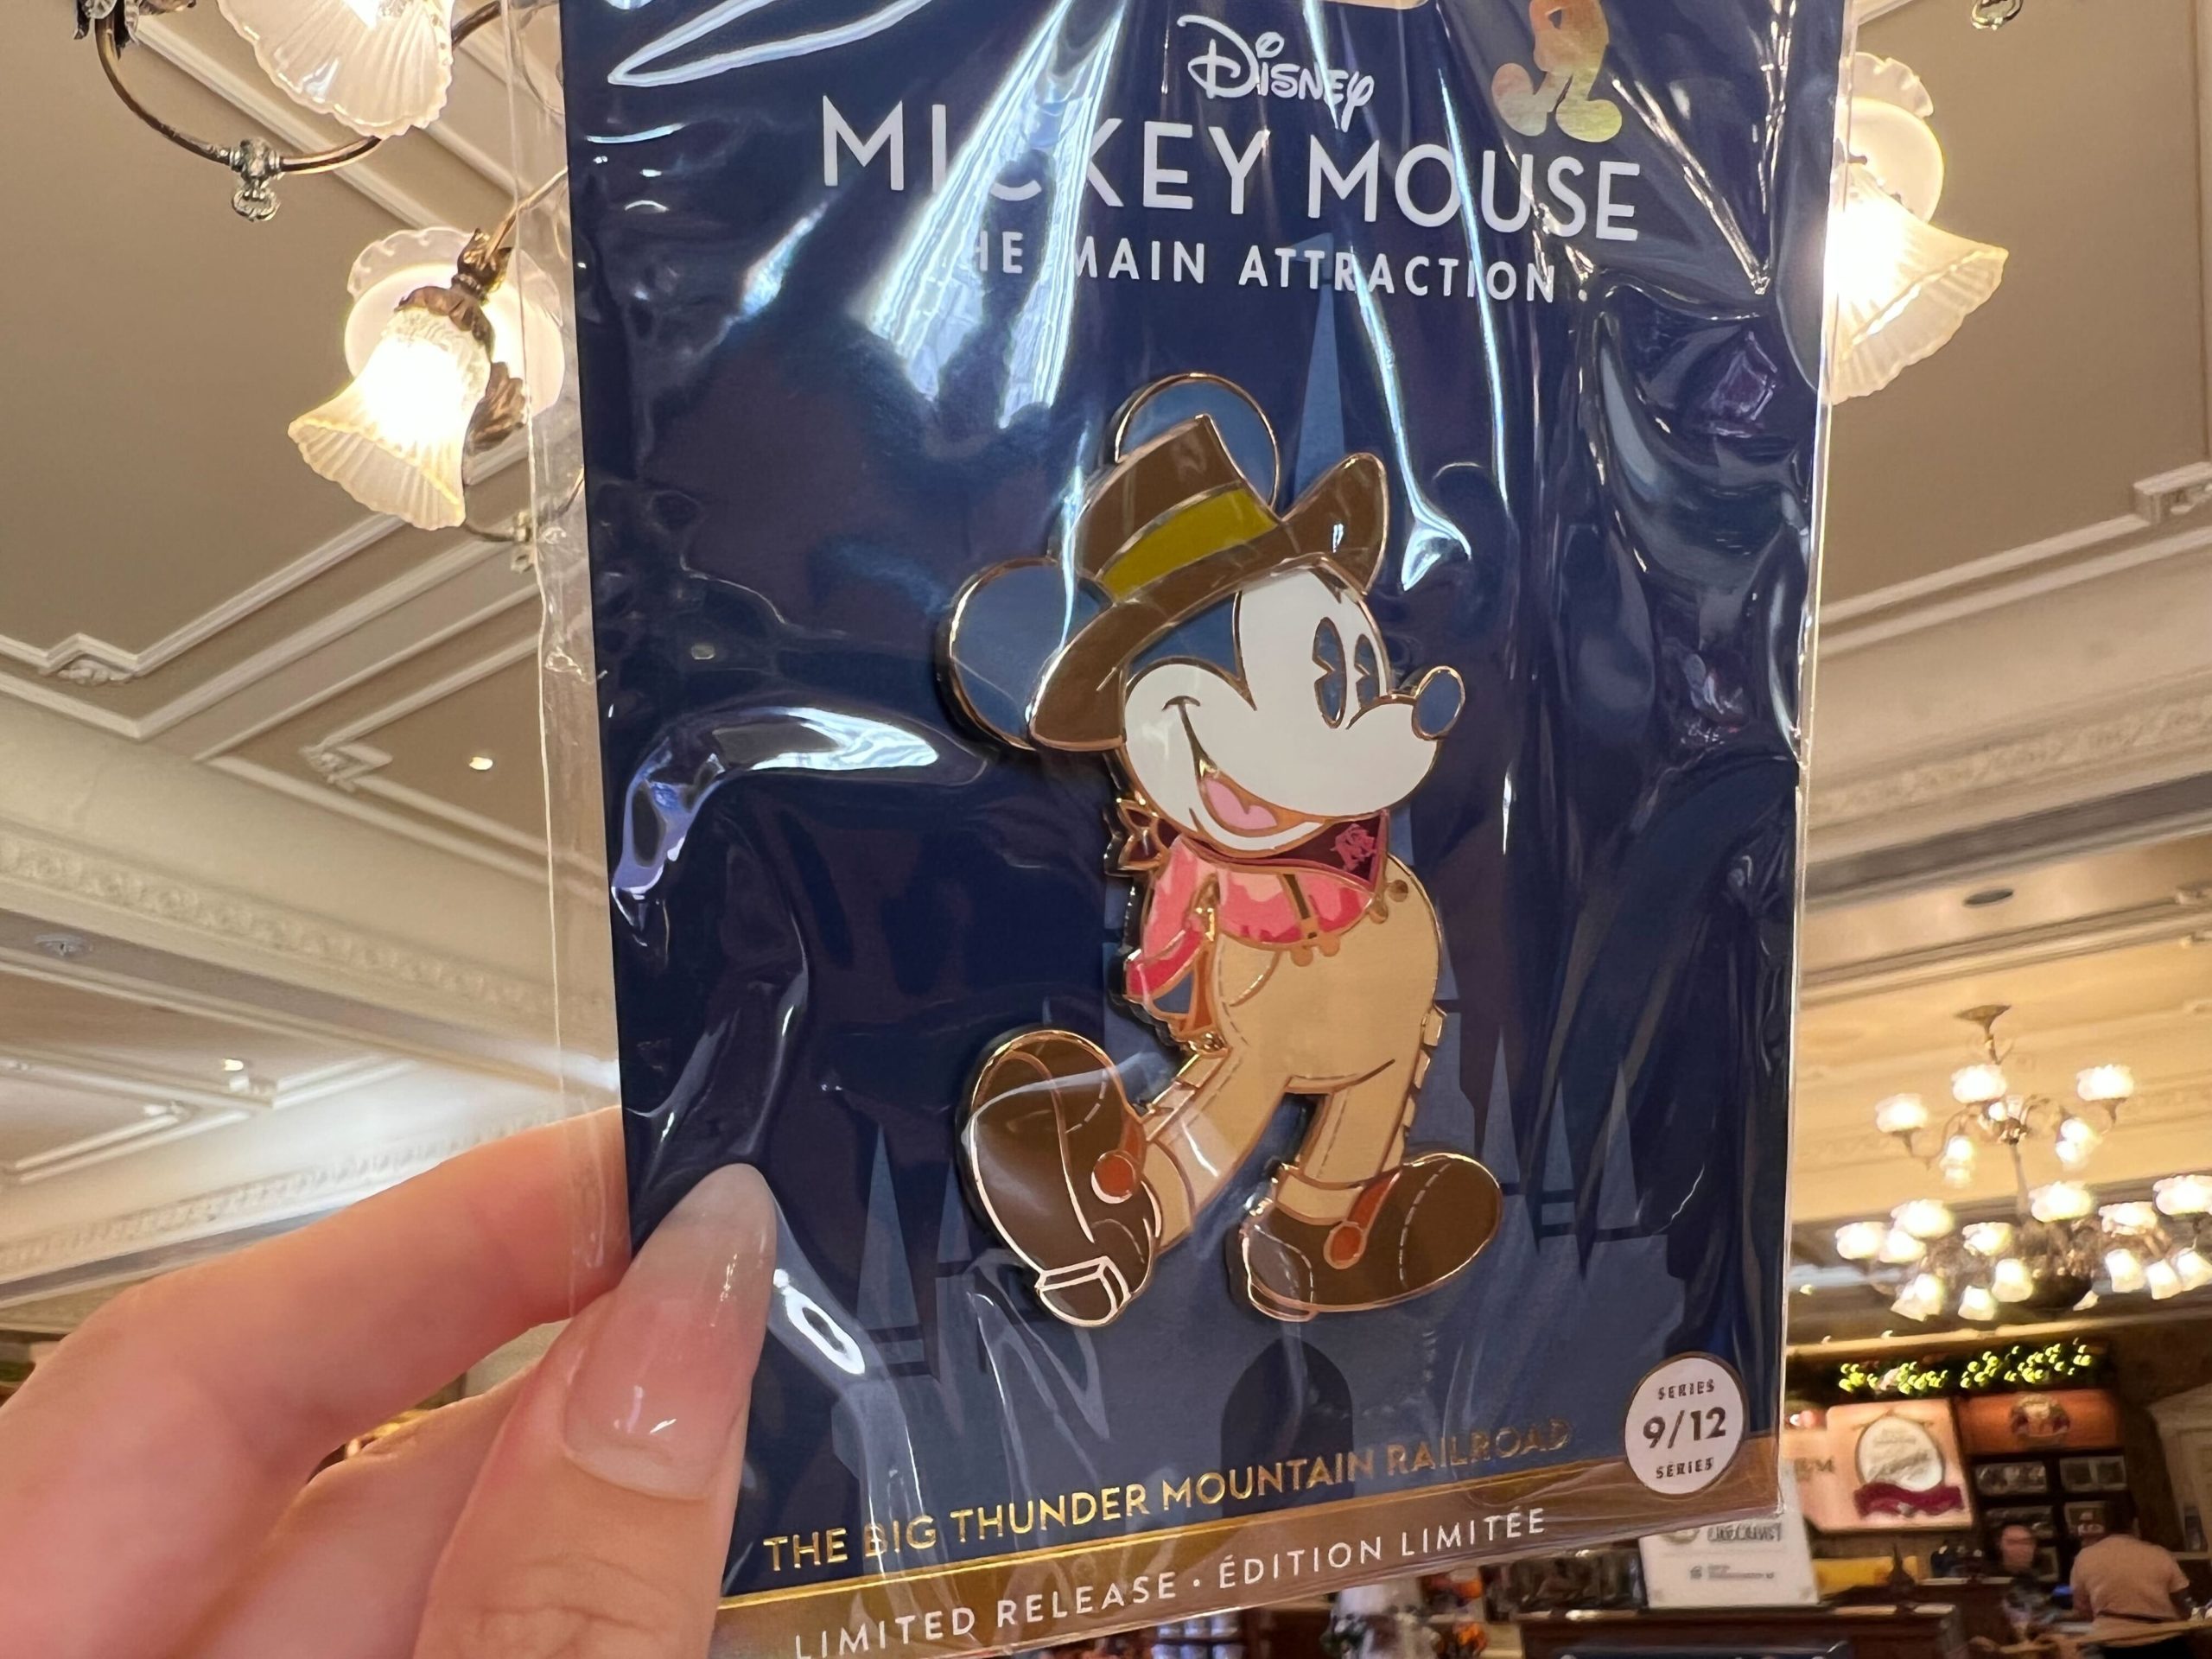 Disney
MICKEY MOUSE
THE MAIN ATTRACTION
SERIES
9/12
SERIES
THE BIG THUNDER MOUNTAIN RAILROAD
LIMITED RELEASE · ÉDITION LIMITÉE